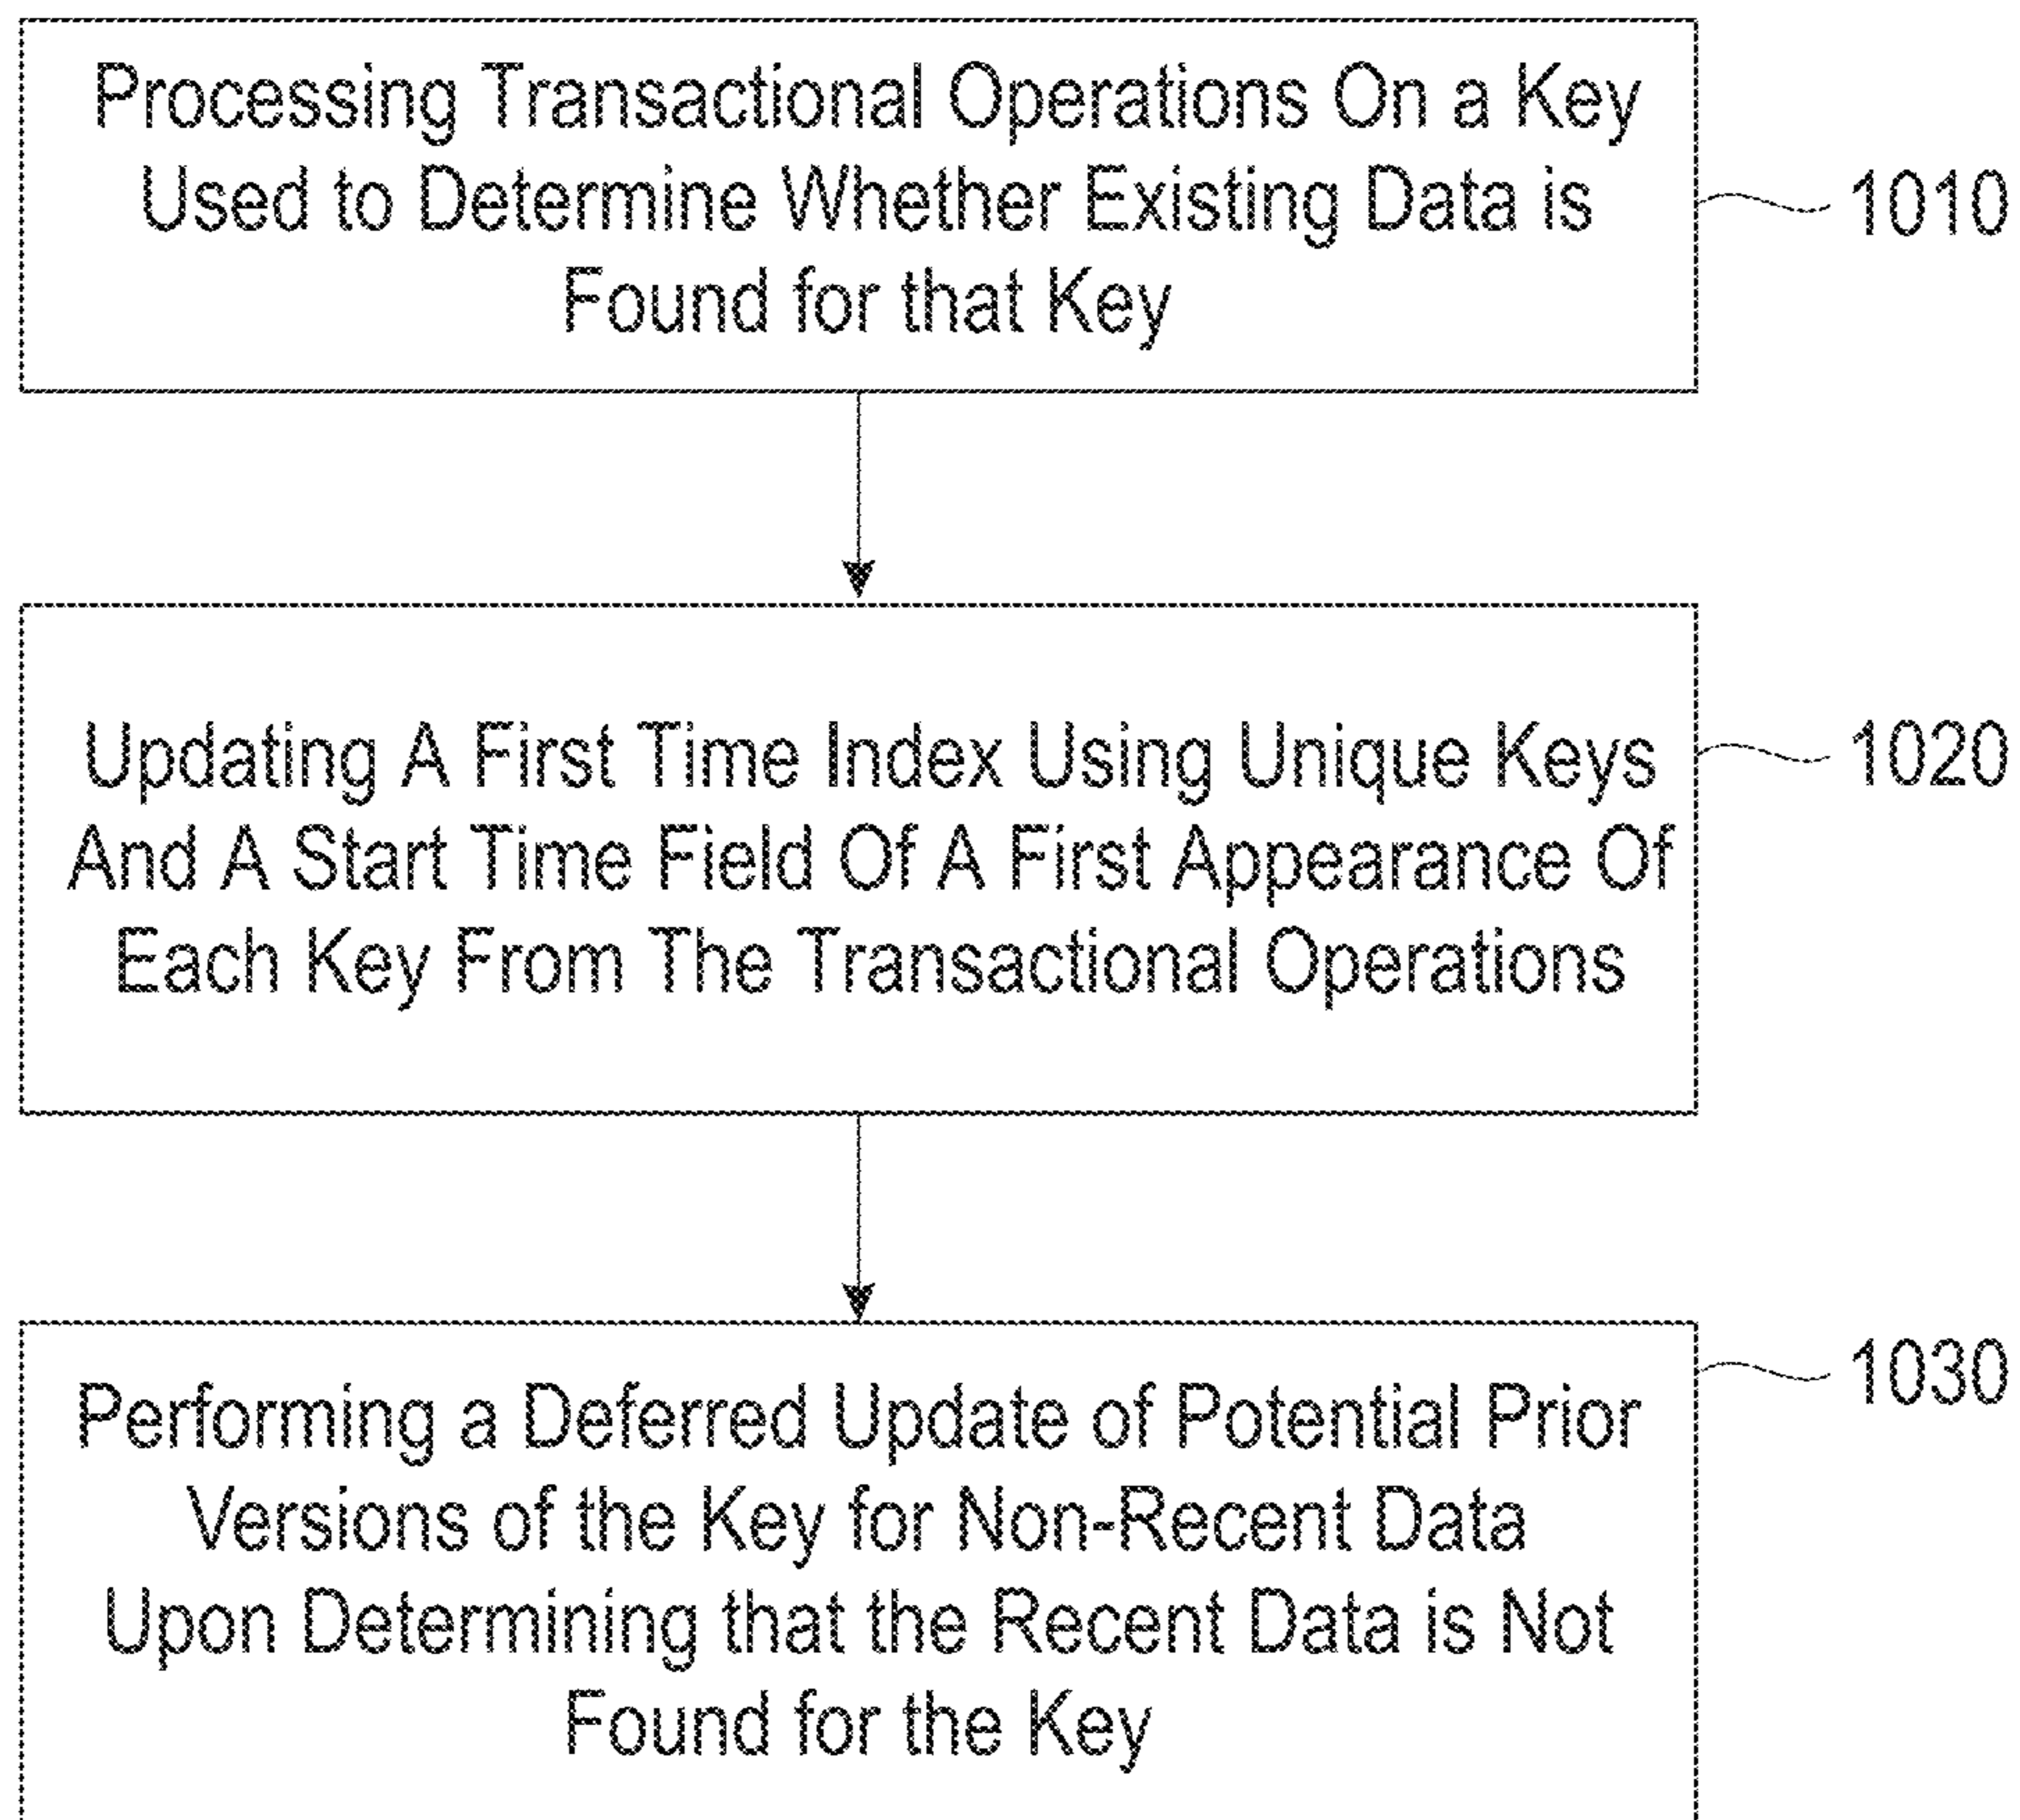 Processing Transactional Operations On a Key
Used to Determine Whether Existing Data is
Found for that Key
1010
Updating A First Time Index Using Unique Keys
And A Start Time Field Of A First Appearance Of
Each Key From The Transactional Operations
1020
Performing a Deferred Update of Potential Prior
Versions of the Key for Non-Recent Data
Upon Determining that the Recent Data is Not
Found for the Key
1030